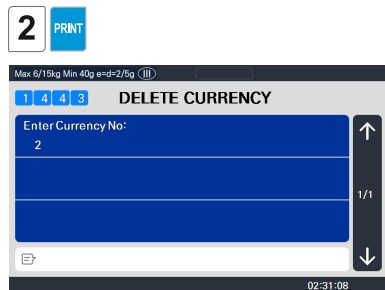 2 PRINT
Max 6/15kg Min 40g e=d=2/5g III
1 4 4 3 DELETE CURRENCY
Enter Currency No:
2
1/1
02:31:08